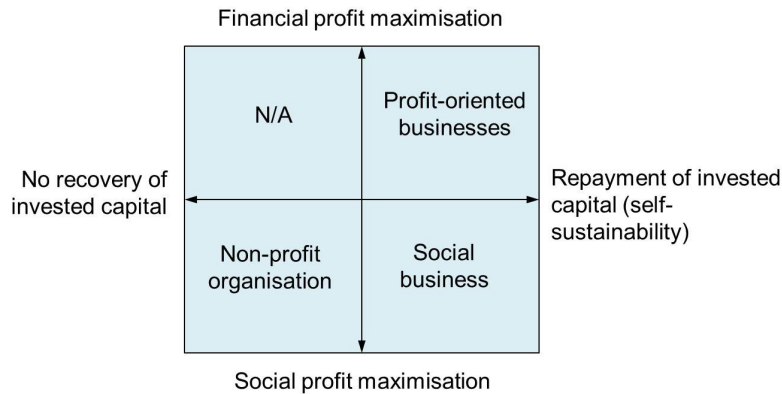 Financial profit maximisation
N/A
Profit-oriented
businesses
No recovery of
invested capital
Repayment of invested
capital (self-
sustainability)
Non-profit
organisation
Social
business
Social profit maximisation